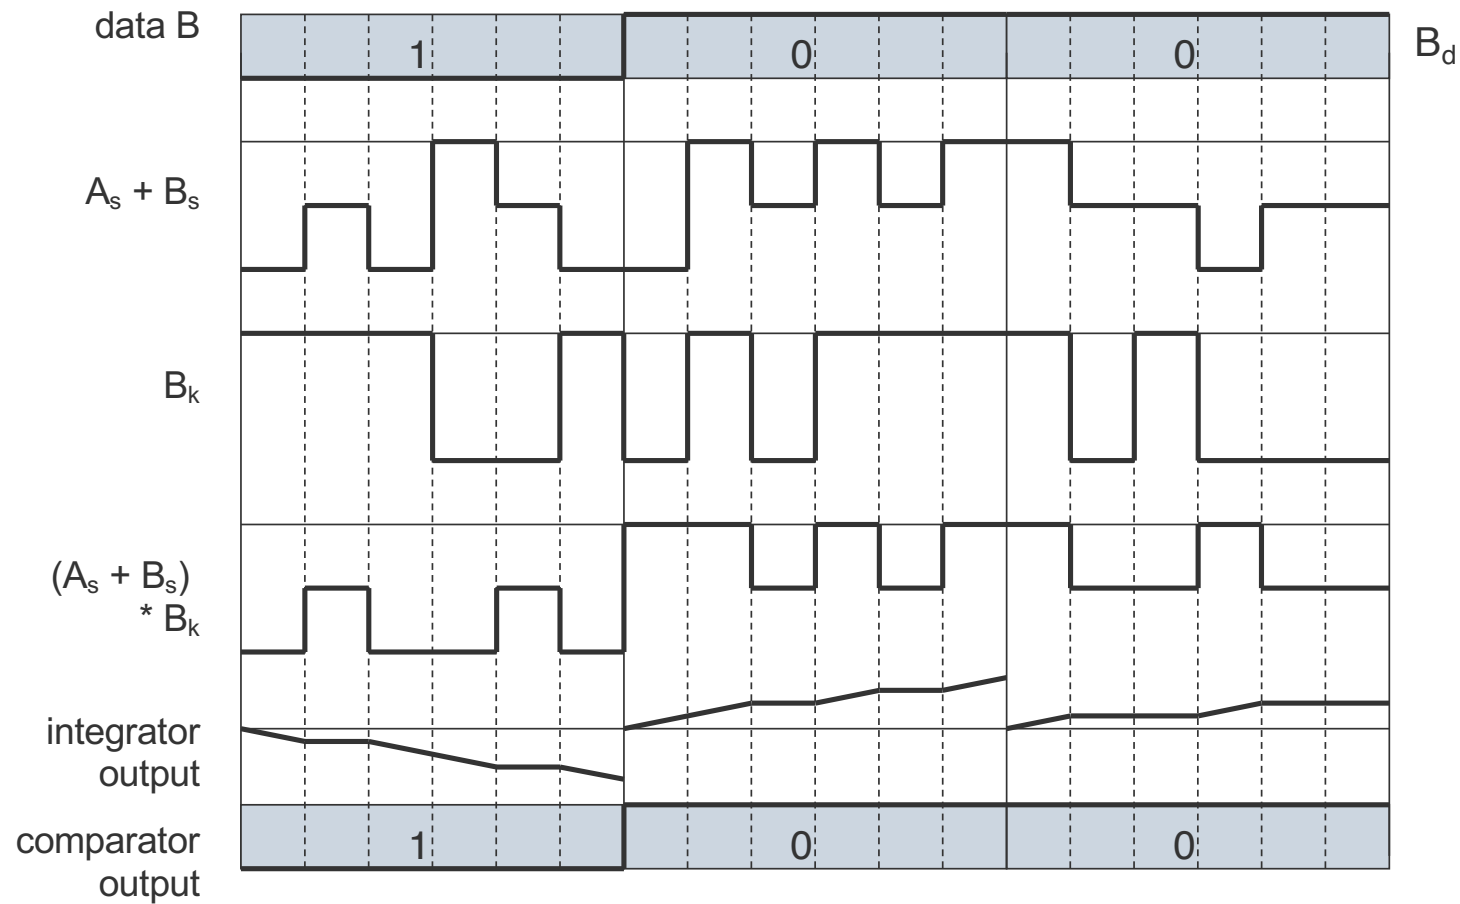 data B
1
0
0
B_d
A_s + B_s
B_k
(A_s + B_s)
* B_k
integrator
output
comparator
output
1
0
0